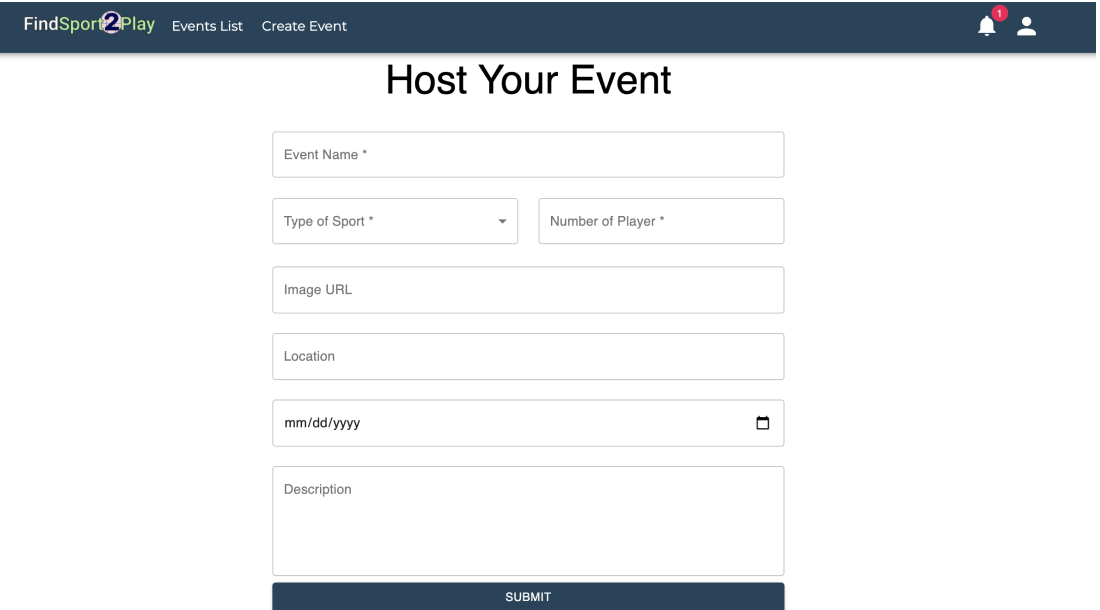 FindSport2Play Events List Create Event 1
Host Your Event
Event Name *
Type of Sport * Number of Player *
Image URL
Location
mm/dd/yyyy
Description
SUBMIT